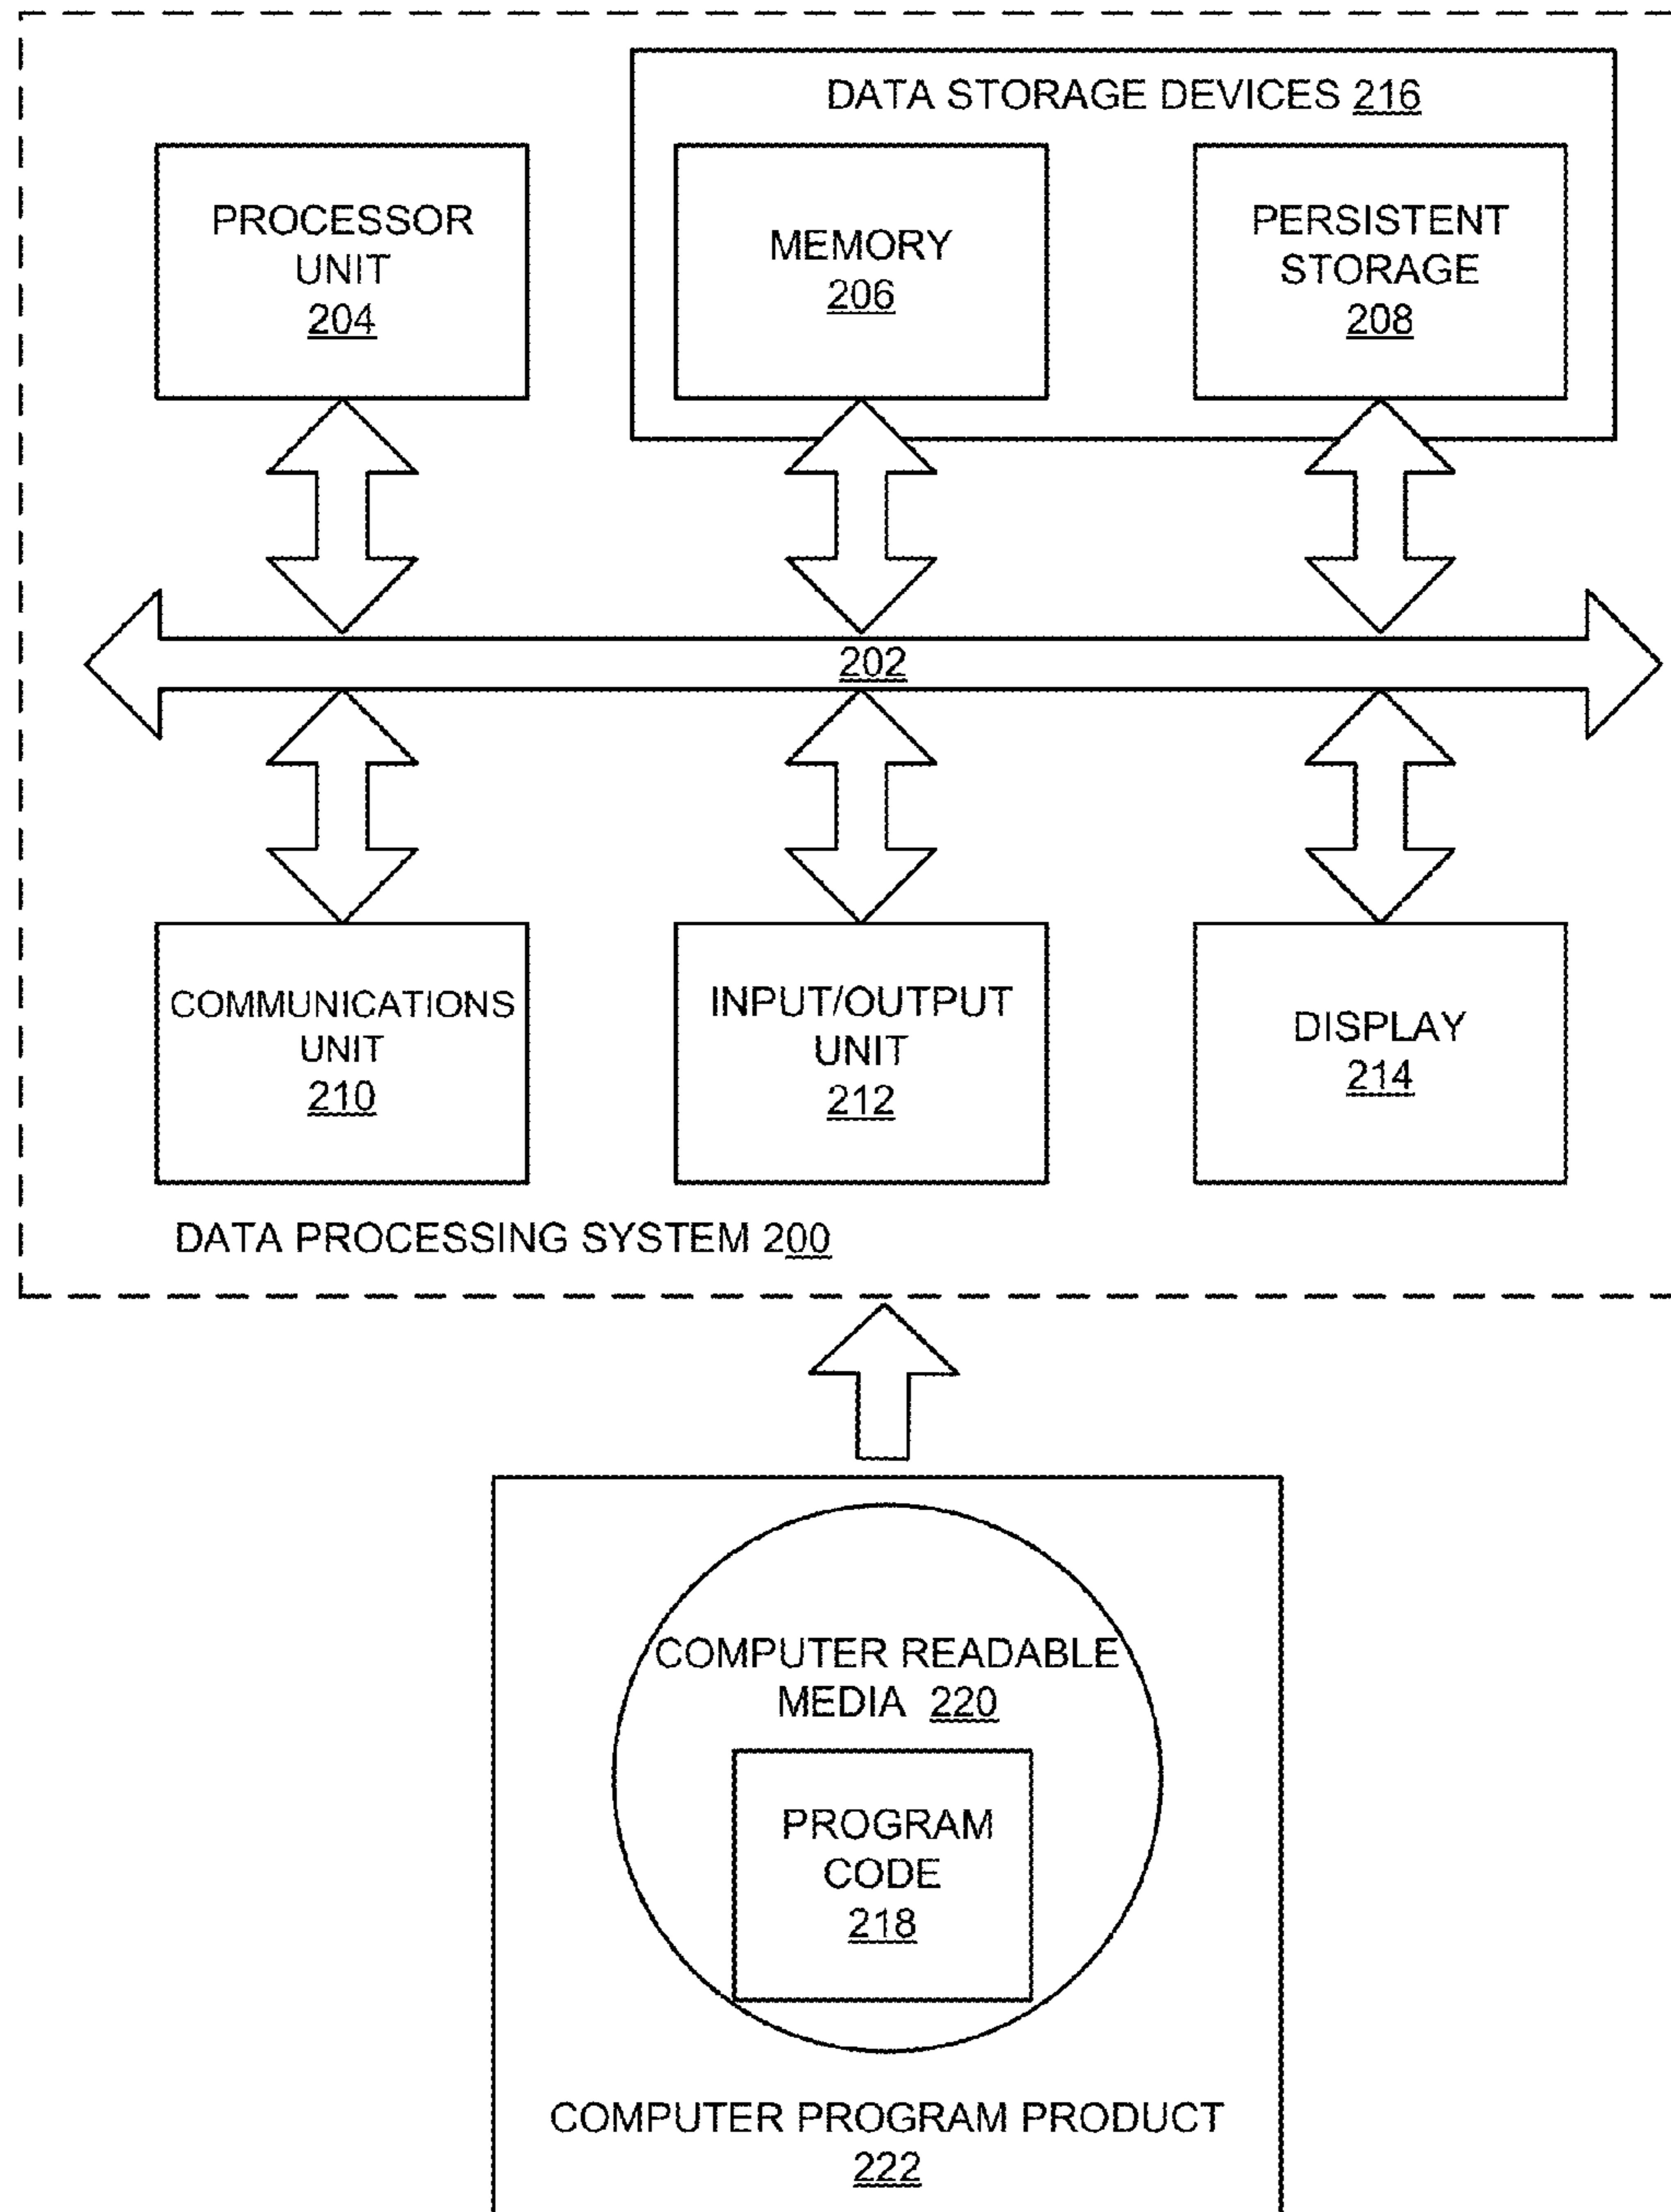 DATA STORAGE DEVICES 216
PROCESSOR
UNIT
204
MEMORY
206
PERSISTENT
STORAGE
208
202
COMMUNICATIONS
UNIT
210
INPUT/OUTPUT
UNIT
212
DISPLAY
214
DATA PROCESSING SYSTEM 200
COMPUTER READABLE
MEDIA 220
PROGRAM
CODE
218
COMPUTER PROGRAM PRODUCT
222